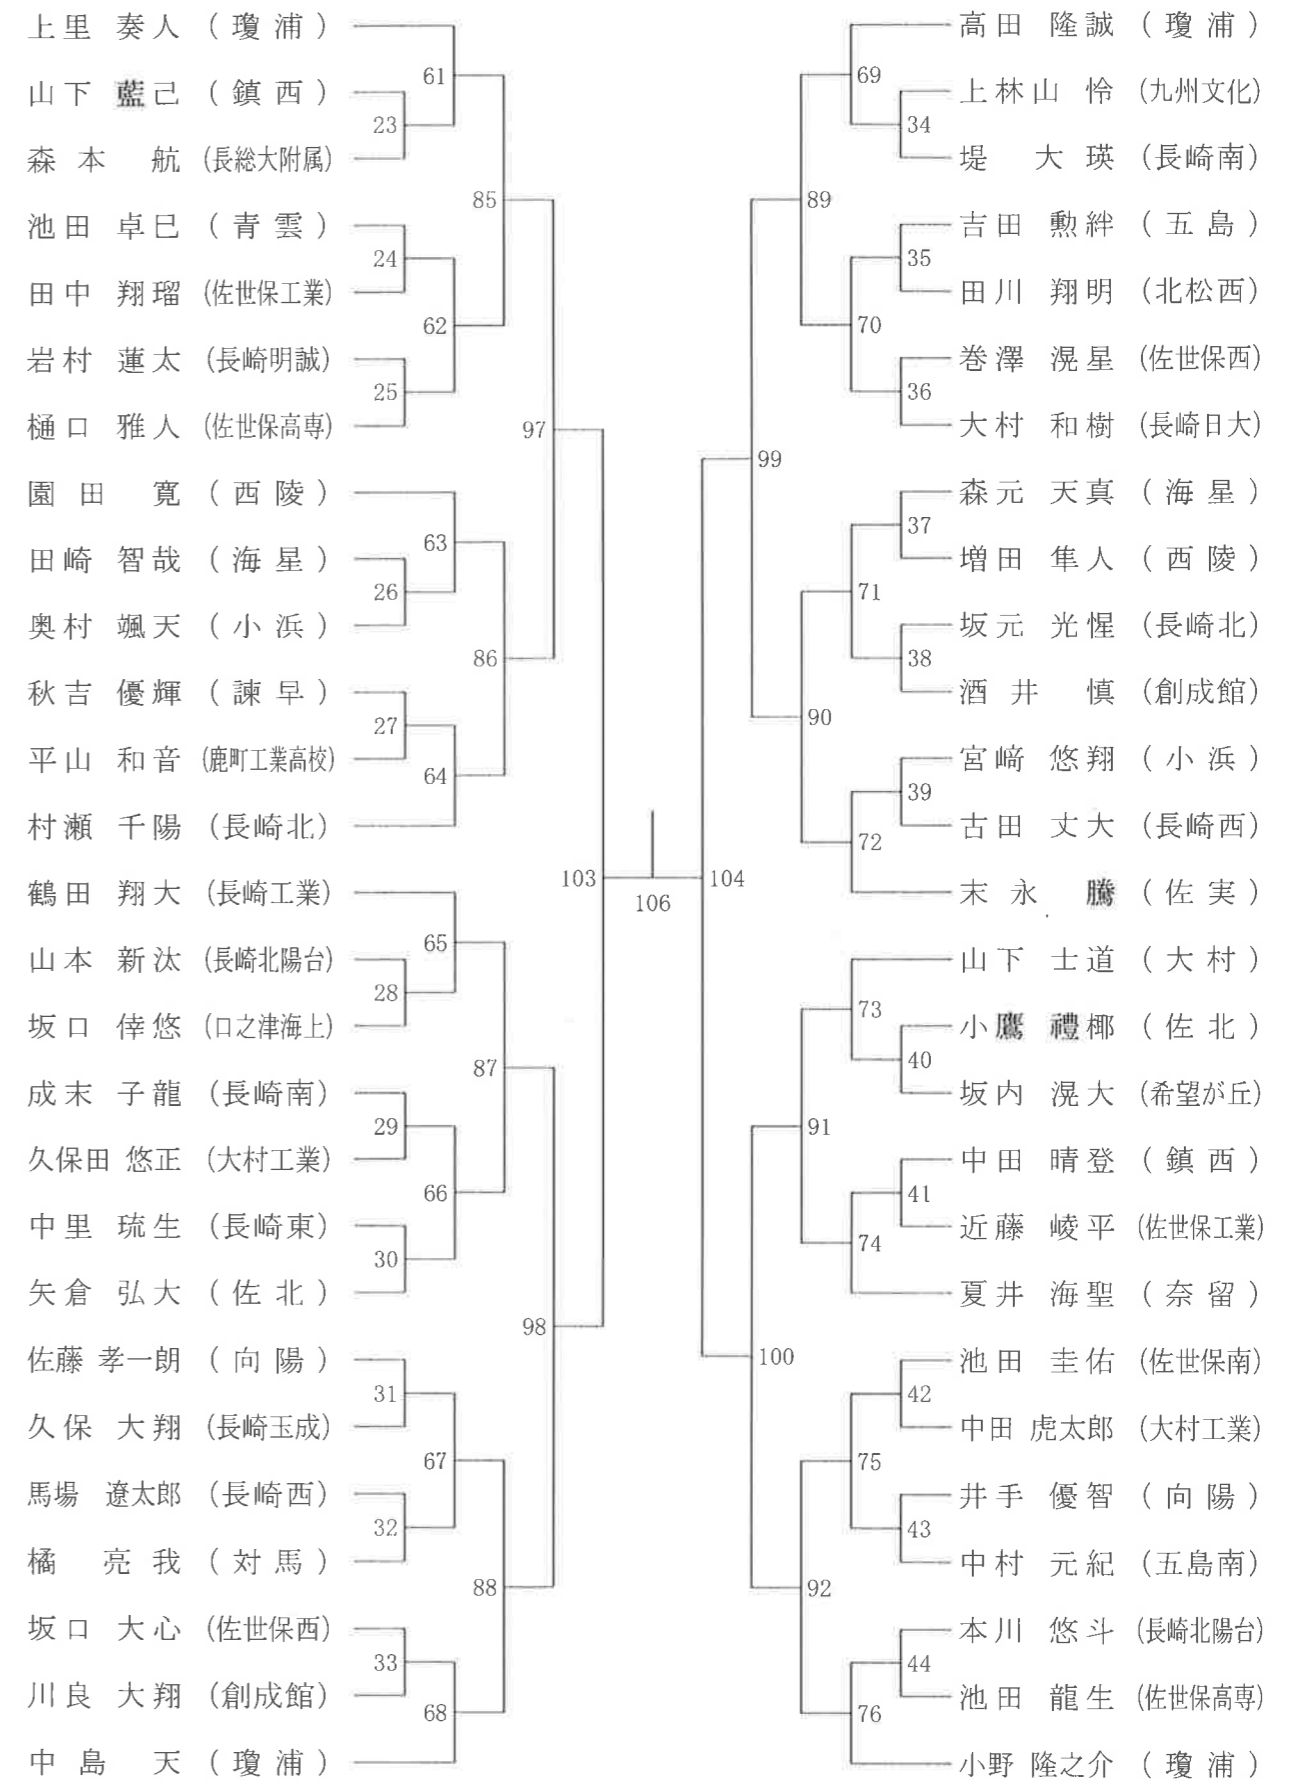 上里 奏人 (瓊浦)
61
山下 藍己 (鎮西)
23
森本 航 (長総大附属)
85
池田 卓巳 (青雲)
24
田中 翔瑠 (佐世保工業)
62
岩村 蓮太 (長崎明誠)
25
樋口 雅人 (佐世保高専)
97
園田 寛 (西陵)
63
田崎 智哉 (海星)
26
奥村 颯天 (小浜)
86
秋吉 優輝 (諫早)
27
平山 和音 (鹿町工業高校)
64
村瀬 千陽 (長崎北)
103
鶴田 翔大 (長崎工業)
65
山本 新汰 (長崎北陽台)
28
坂口 倖悠 (口之津海上)
87
成末 子龍 (長崎南)
29
久保田 悠正 (大村工業)
66
中里 琉生 (長崎東)
30
矢倉 弘大 (佐北)
98
佐藤 孝一朗 (向陽)
31
久保 大翔 (長崎玉成)
67
馬場 遼太郎 (長崎西)
32
橘 亮我 (対馬)
88
坂口 大心 (佐世保西)
33
川良 大翔 (創成館)
68
中島 天 (瓊浦)
106
高田 隆誠 (瓊浦)
69
上林山 怜 (九州文化)
34
堤 大瑛 (長崎南)
89
吉田 勲絆 (五島)
35
田川 翔明 (北松西)
70
巻澤 滉星 (佐世保西)
36
大村 和樹 (長崎日大)
99
森元 天真 (海星)
37
増田 隼人 (西陵)
71
坂元 光惺 (長崎北)
38
酒井 慎 (創成館)
90
宮﨑 悠翔 (小浜)
39
古田 丈大 (長崎西)
72
末永 騰 (佐実)
104
山下 士道 (大村)
73
小鷹 禮椰 (佐北)
40
坂内 滉大 (希望が丘)
91
中田 晴登 (鎮西)
41
近藤 崚平 (佐世保工業)
74
夏井 海聖 (奈留)
100
池田 圭佑 (佐世保南)
42
中田 虎太郎 (大村工業)
75
井手 優智 (向陽)
43
中村 元紀 (五島南)
92
本川 悠斗 (長崎北陽台)
44
池田 龍生 (佐世保高専)
76
小野 隆之介 (瓊浦)